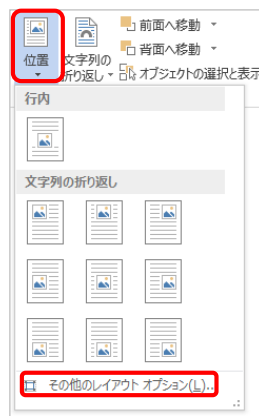 前面へ移動
背面へ移動
位置
文字列の
折り返し
オブジェクトの選択と表示
行内
文字列の折り返し
その他のレイアウト オプション(L)...